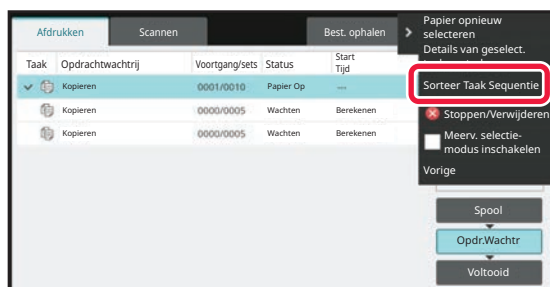 Afdrukken Scannen Best. ophalen
Taak Opdrachtwachtrij Voortgang/sets Status Start
Tijd
Kopieren 0001/0010 Papier Op ---
Kopieren 0000/0005 Wachten Berekenen
Kopieren 0000/0005 Wachten Berekenen
Papier opnieuw
selecteren
Details van geselect.
Sorteer Taak Sequentie
Stoppen/Verwijderen
Meerv. selectie-
modus inschakelen
Vorige
Spool
Opdr.Wachtr
Voltooid